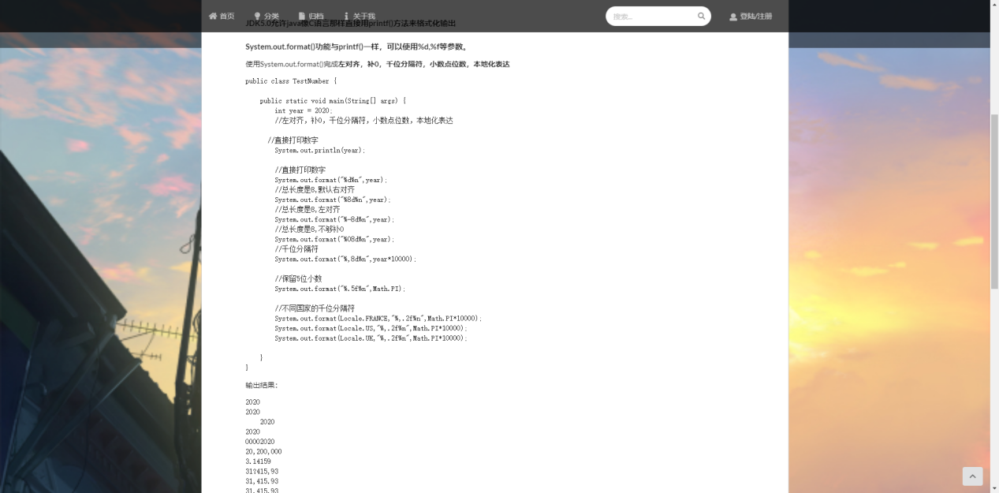 首页 分类 归档 关于我 搜索... 登陆/注册
JDK5.0允许java像C语言那样直接用printf()方法来格式化输出
System.out.format()功能与printf()一样，可以使用%d,%f等参数。
使用System.out.format()完成左对齐，补0，千位分隔符，小数点位数，本地化表达
public class TestNumber {
public static void main(String[] args) {
int year = 2020;
//左对齐，补0，千位分隔符，小数点位数，本地化表达
//直接打印数字
System.out.println(year);
//直接打印数字
System.out.format("%d%n",year);
//总长度是8,默认右对齐
System.out.format("%8d%n",year);
//总长度是8,左对齐
System.out.format("%-8d%n",year);
//总长度是8,不够补0
System.out.format("%08d%n",year);
//千位分隔符
System.out.format("%,8d%n",year*10000);
//保留5位小数
System.out.format("%.5f%n",Math.PI);
//不同国家的千位分隔符
System.out.format(Locale.FRANCE,"%,.2f%n",Math.PI*10000);
System.out.format(Locale.US,"%,.2f%n",Math.PI*10000);
System.out.format(Locale.UK,"%,.2f%n",Math.PI*10000);
}
}
输出结果：
2020
2020
2020
2020
00002020
20,200,000
3.14159
31?415,93
31,415.93
31,415.93